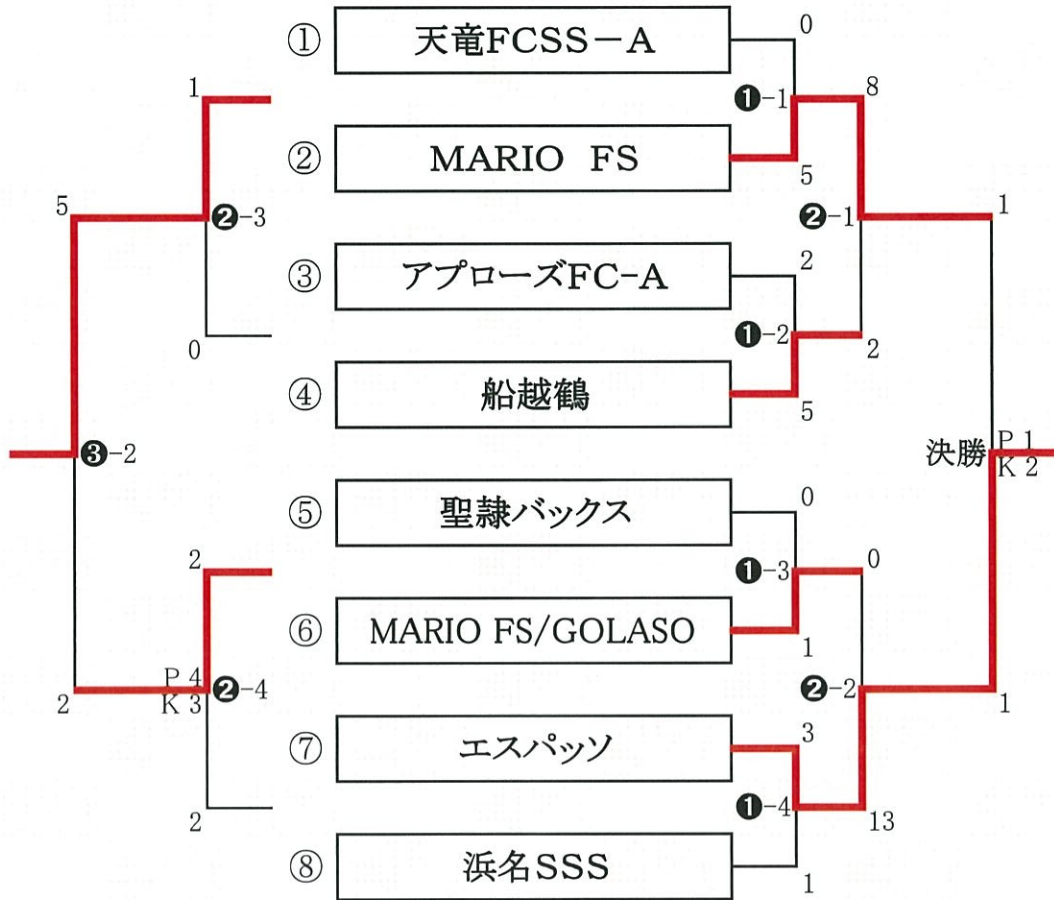 ① 天竜FCSS－A 0
1 ❶-1 8
② MARIO FS 5
5 ❷-3 ❷-1 1
③ アプローズFC-A 2
0 ❶-2 2
④ 船越鶴 5
❸-2 決勝 P 1
K 2
⑤ 聖隷バックス 0
2 ❶-3 0
⑥ MARIO FS/GOLASO 1
P 4
2 K 3 ❷-4 ❷-2 1
⑦ エスパッソ 3
2 ❶-4 13
⑧ 浜名SSS 1